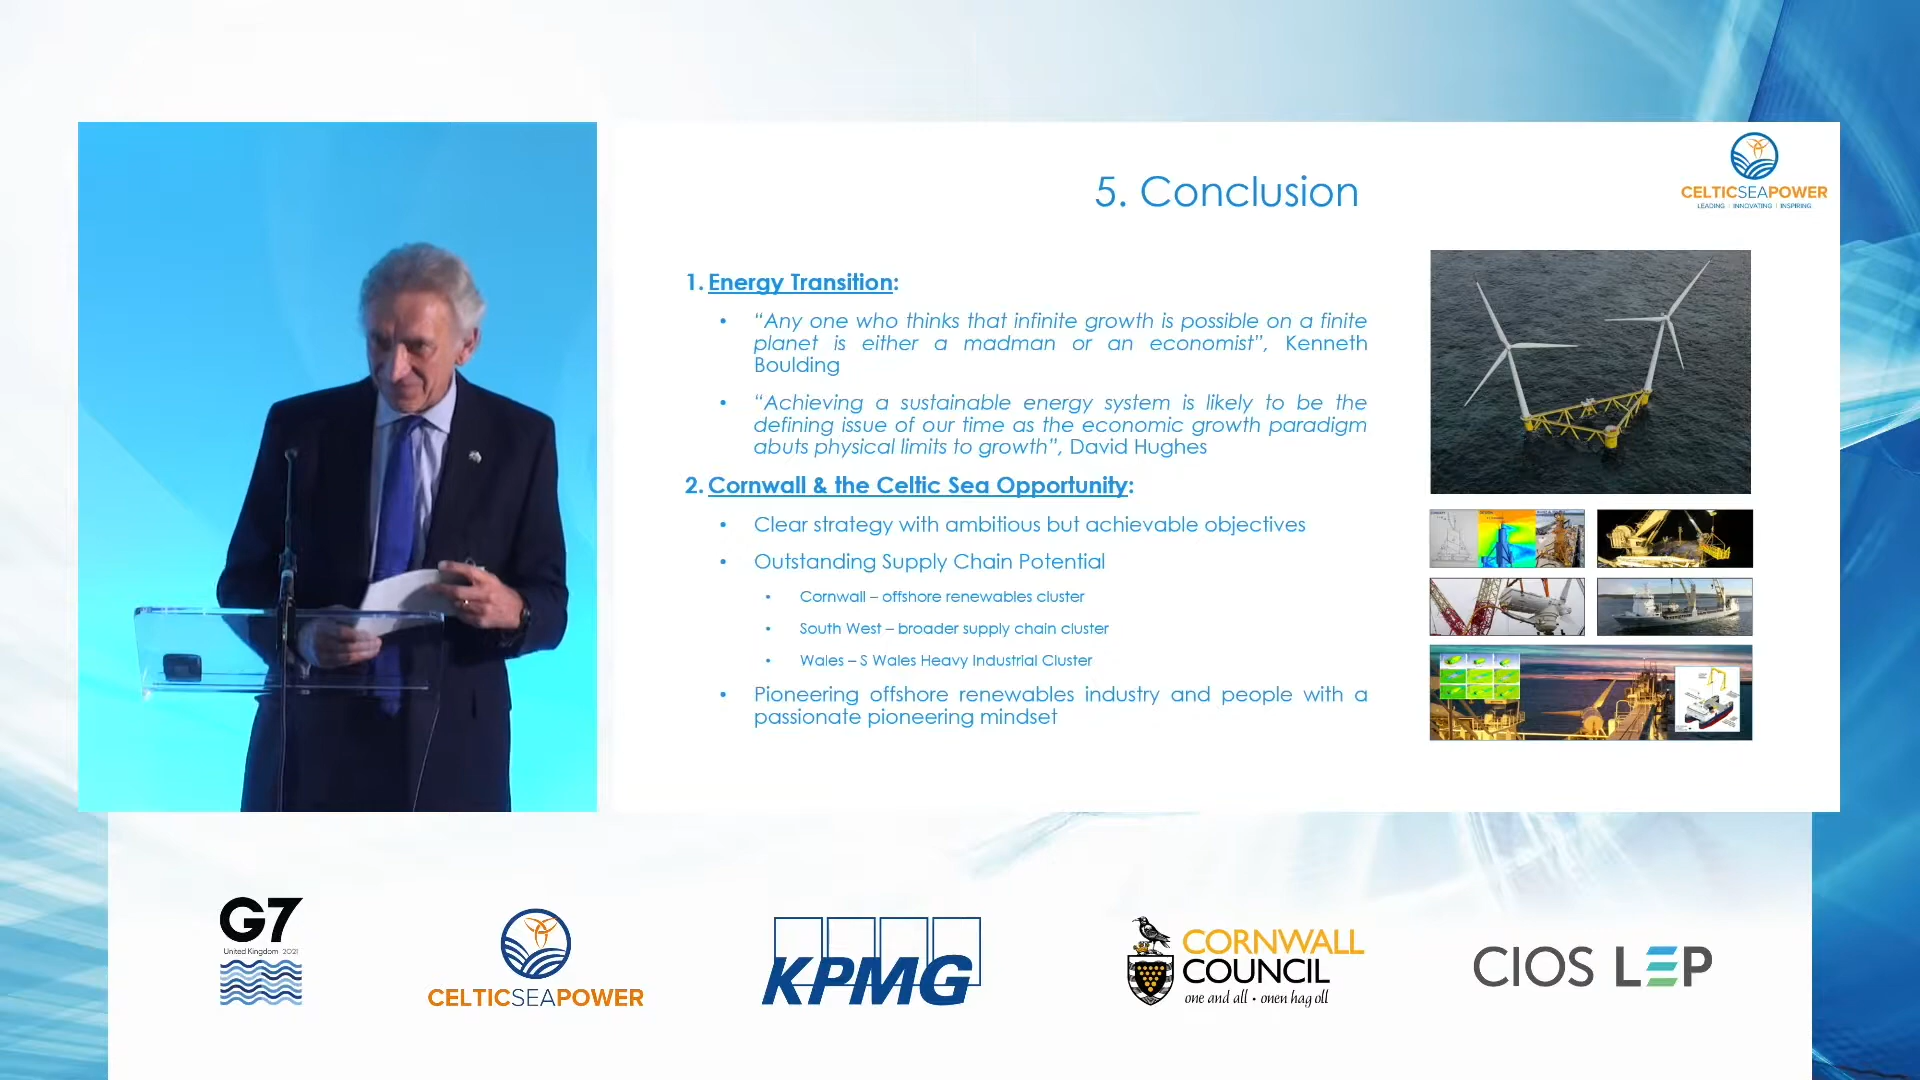 5. Conclusion
CELTICSEAPOWER
LEADING | INNOVATING | INSPIRING
1. Energy Transition:
• “Any one who thinks that infinite growth is possible on a finite
planet is either a madman or an economist”, Kenneth
Boulding
• “Achieving a sustainable energy system is likely to be the
defining issue of our time as the economic growth paradigm
abuts physical limits to growth”, David Hughes
2. Cornwall & the Celtic Sea Opportunity:
• Clear strategy with ambitious but achievable objectives
• Outstanding Supply Chain Potential
• Cornwall – offshore renewables cluster
• South West – broader supply chain cluster
• Wales – S Wales Heavy Industrial Cluster
• Pioneering offshore renewables industry and people with a
passionate pioneering mindset
G7
United Kingdom 2021
CELTICSEAPOWER
KPMG
CORNWALL
COUNCIL
one and all • onen hag oll
CIOS LEP